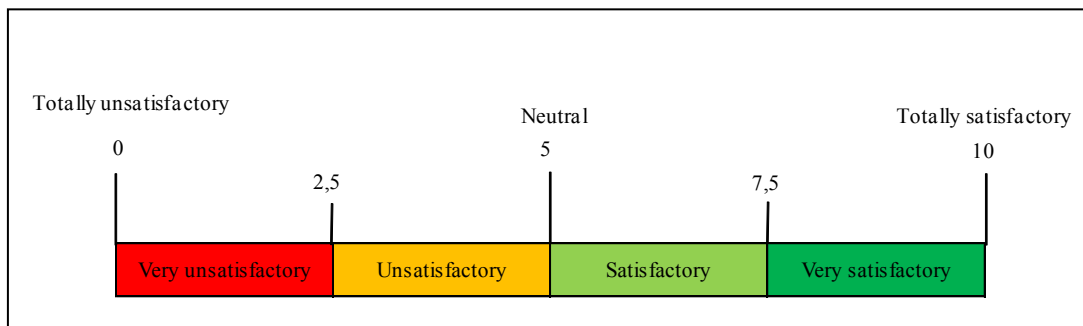 Totally unsatisfactory
Neutral
Totally satisfactory
0
5
10
2,5
7,5
Very unsatisfactory
Unsatisfactory
Satisfactory
Very satisfactory